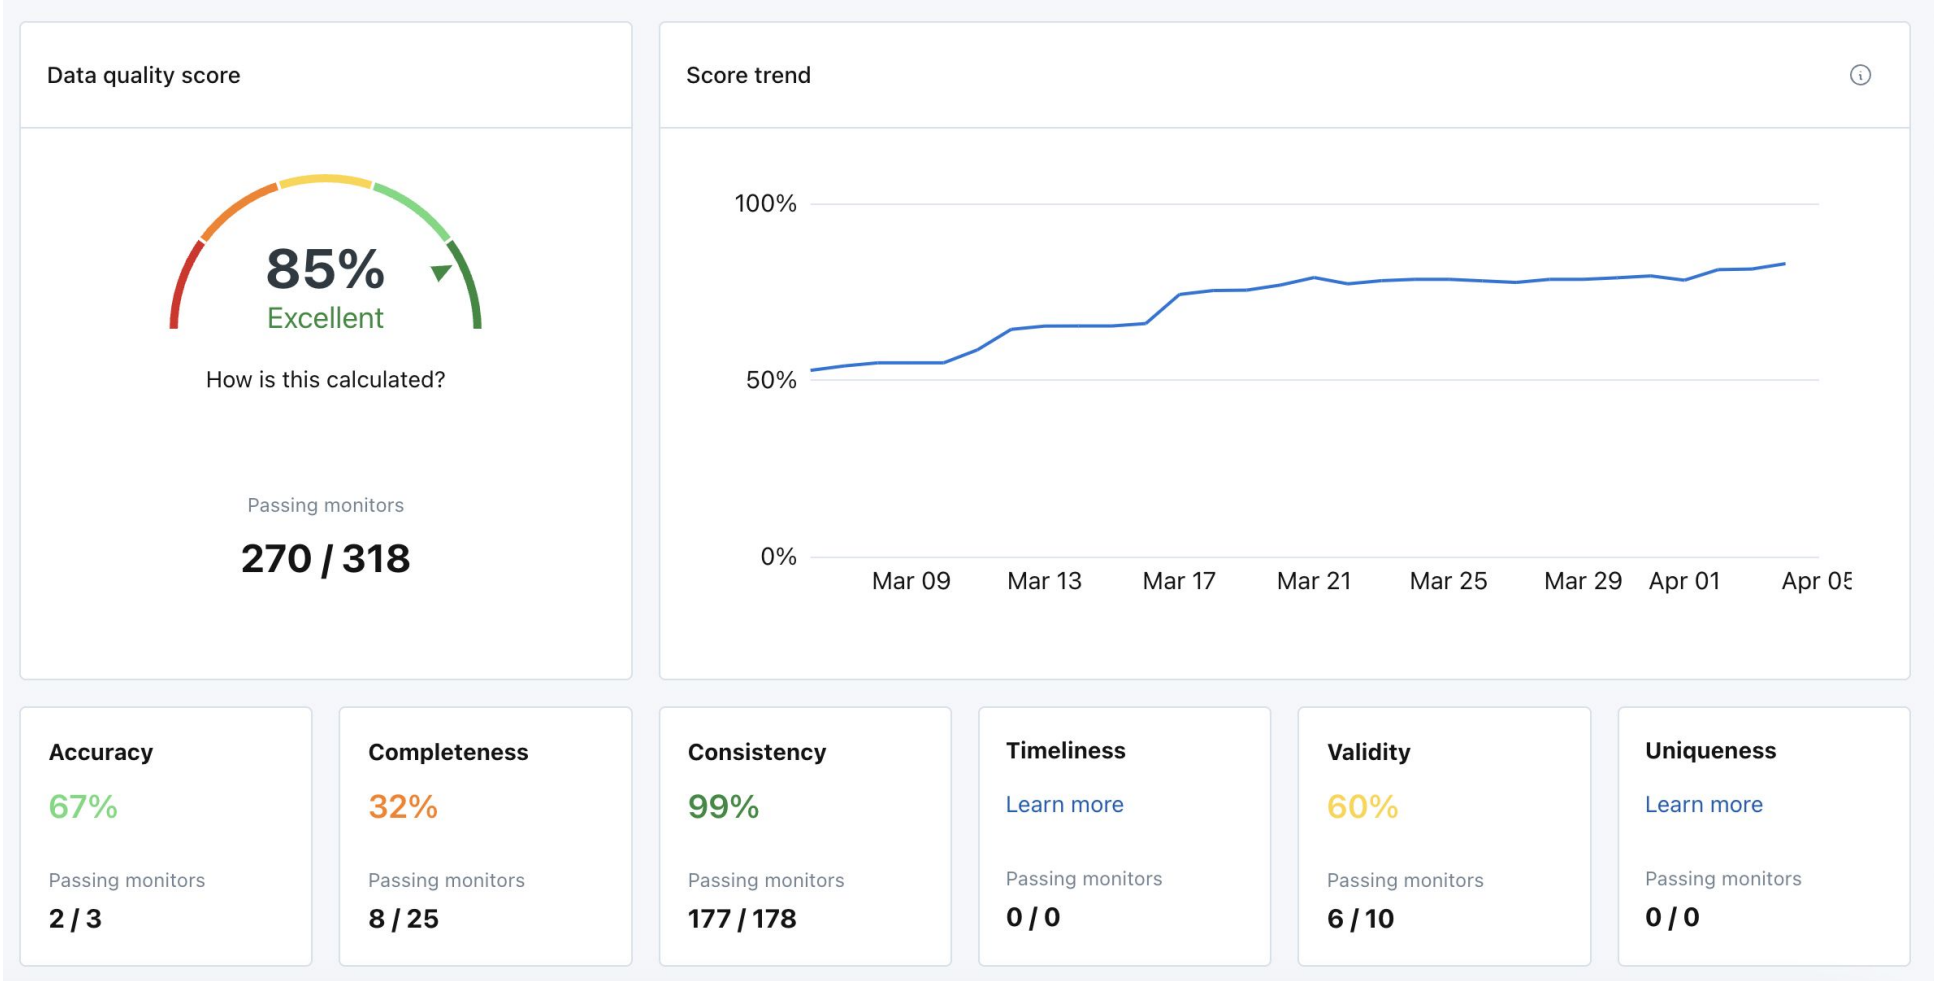 Data quality score
85%
Excellent
How is this calculated?
Passing monitors
270 / 318
Score trend
100%
50%
0%
Mar 09 Mar 13 Mar 17 Mar 21 Mar 25 Mar 29 Apr 01 Apr 05
Accuracy
67%
Passing monitors
2 / 3
Completeness
32%
Passing monitors
8 / 25
Consistency
99%
Passing monitors
177 / 178
Timeliness
Learn more
Passing monitors
0 / 0
Validity
60%
Passing monitors
6 / 10
Uniqueness
Learn more
Passing monitors
0 / 0